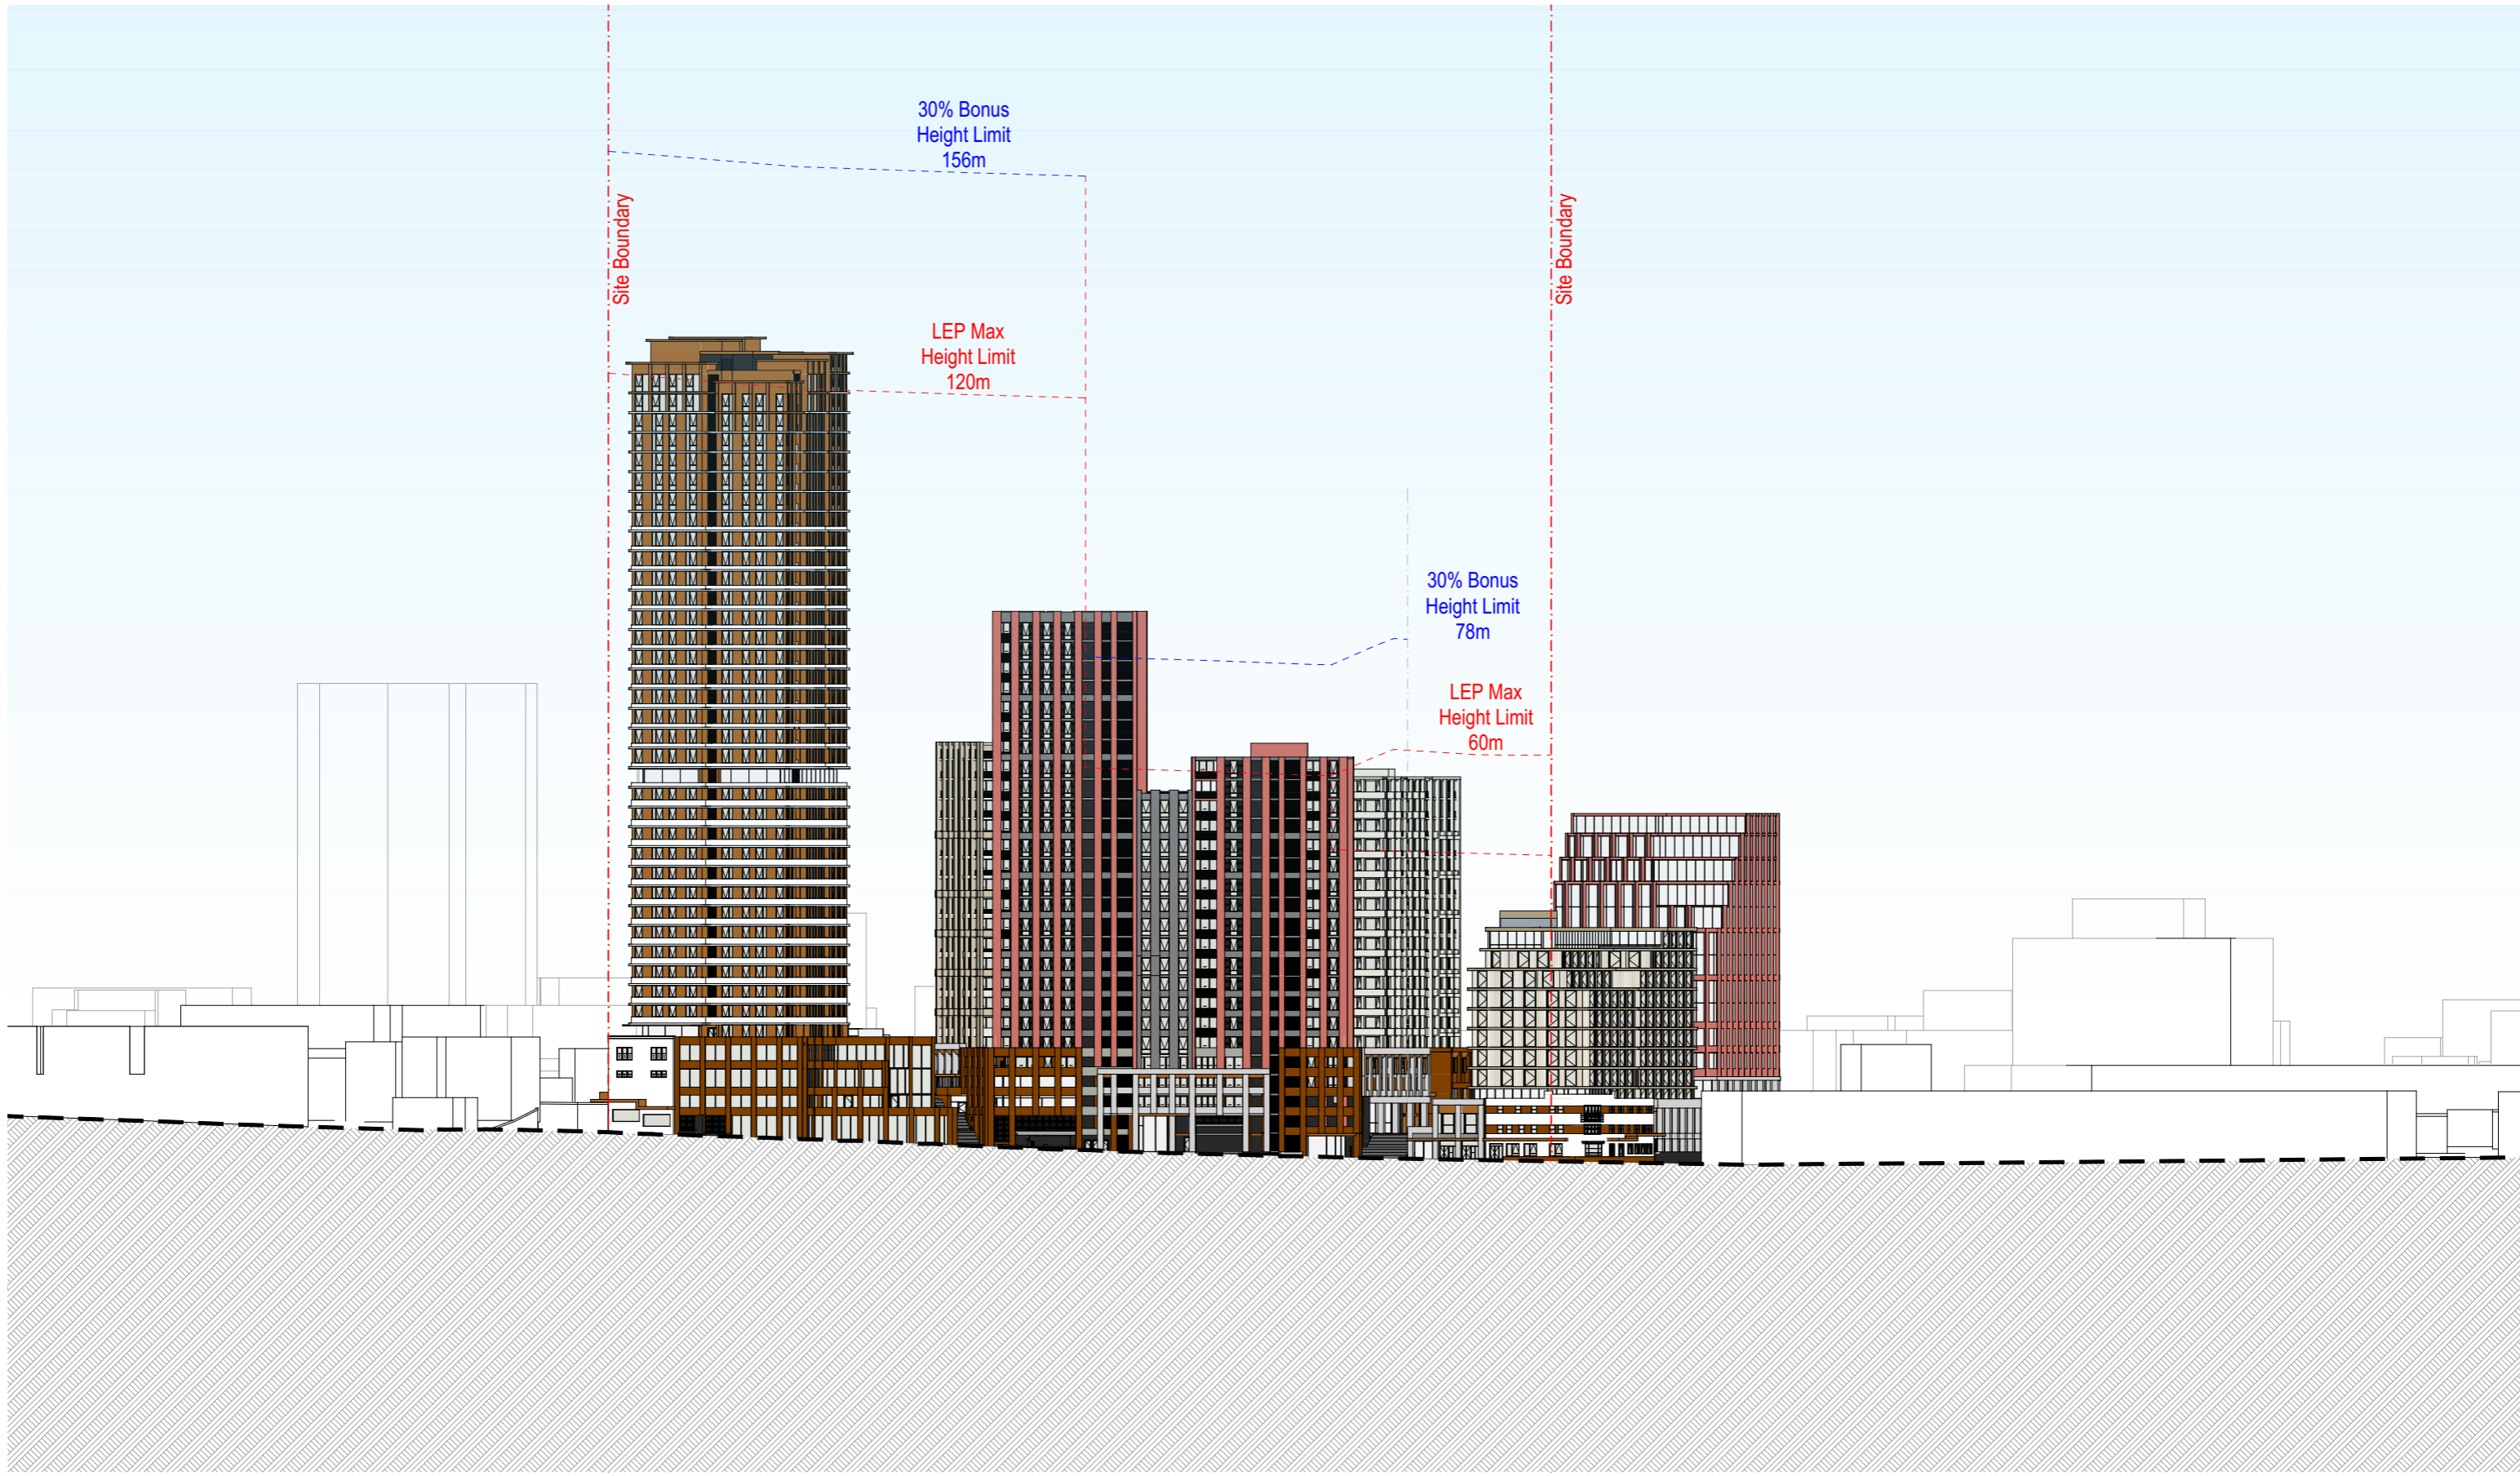 30% Bonus
Height Limit
156m
Site Boundary
Site Boundary
LEP Max
Height Limit
120m
30% Bonus
Height Limit
78m
LEP Max
Height Limit
60m